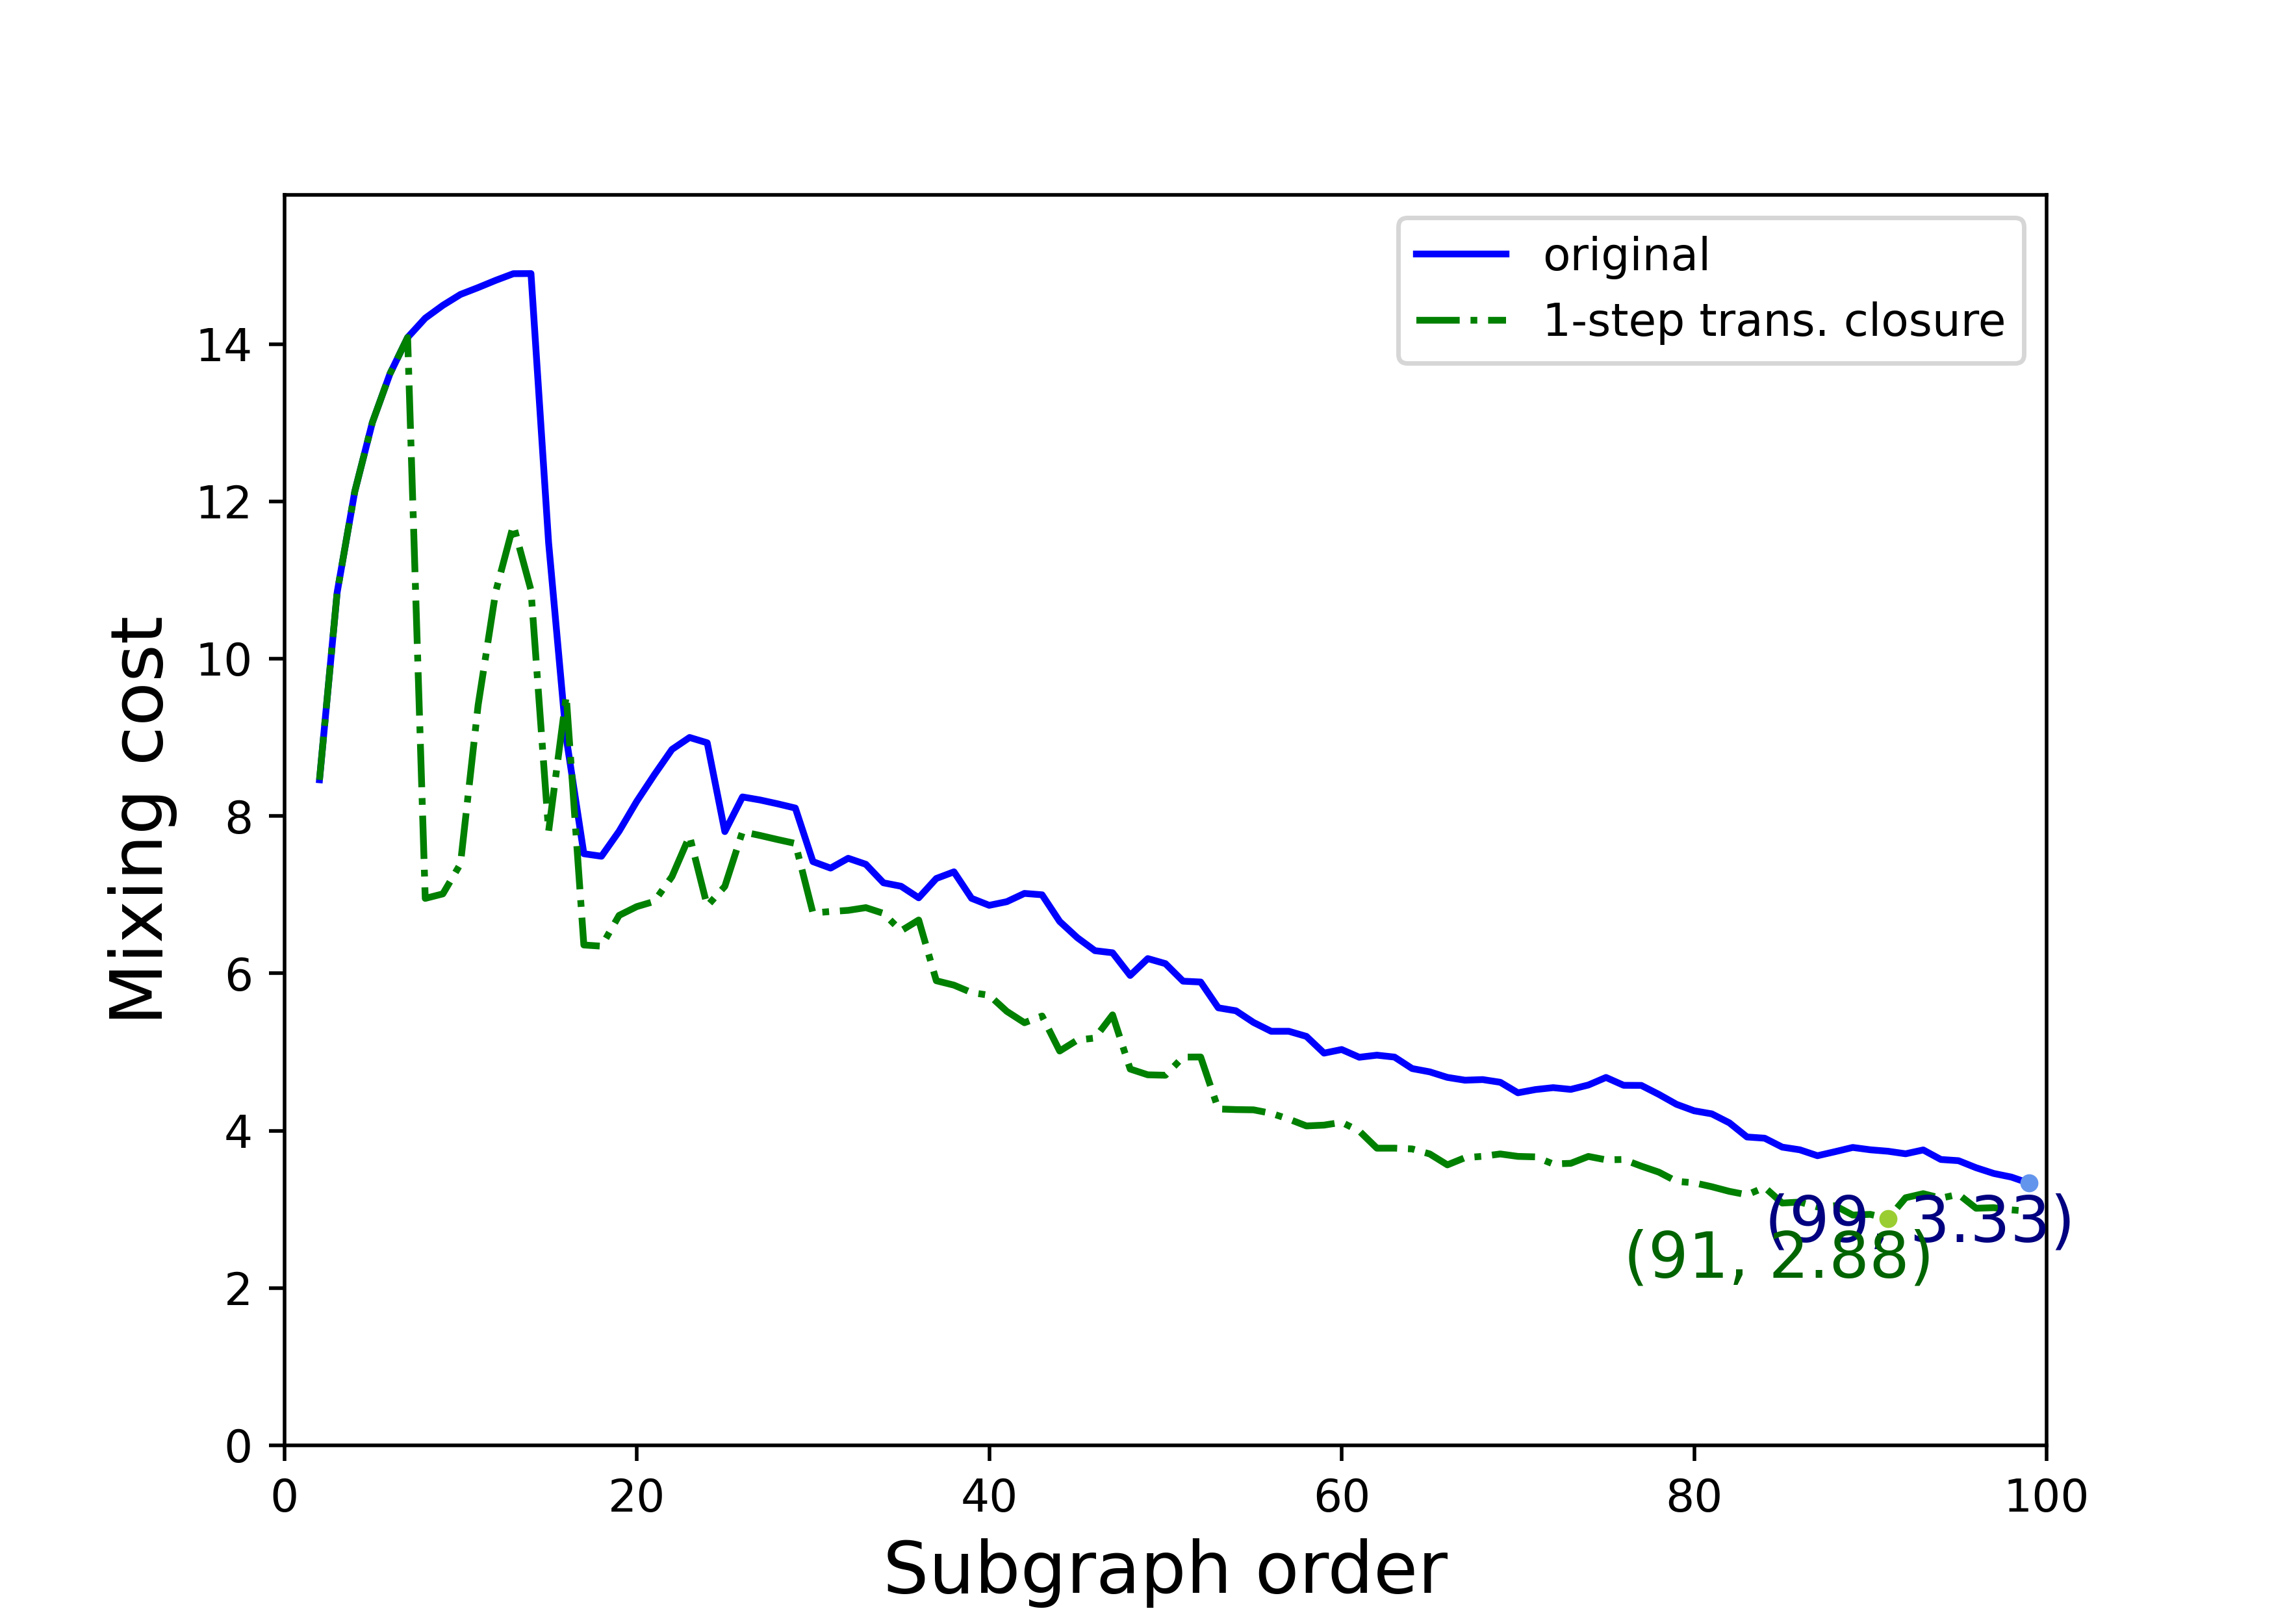 original
1-step trans. closure
14
12
10
8
6
4
2
0
Mixing cost
(99, 3.33)
(91, 2.88)
0 20 40 60 80 100
Subgraph order